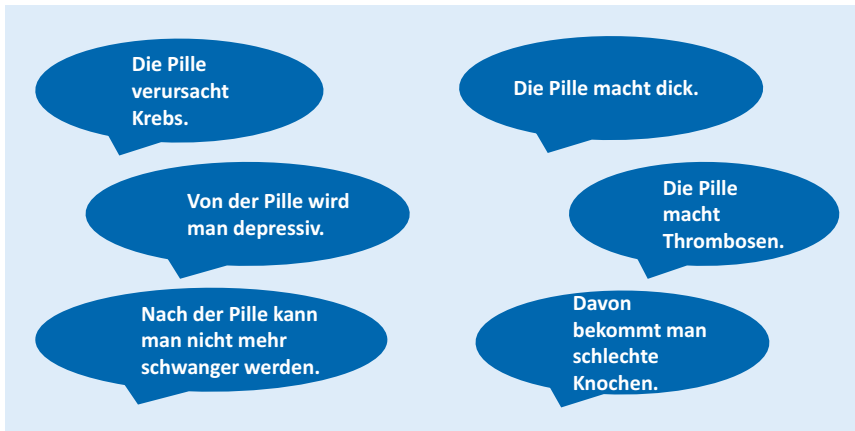 Die Pille
verursacht
Krebs.
Die Pille macht dick.
Von der Pille wird
man depressiv.
Die Pille
macht
Thrombosen.
Nach der Pille kann
man nicht mehr
schwanger werden.
Davon
bekommt man
schlechte
Knochen.